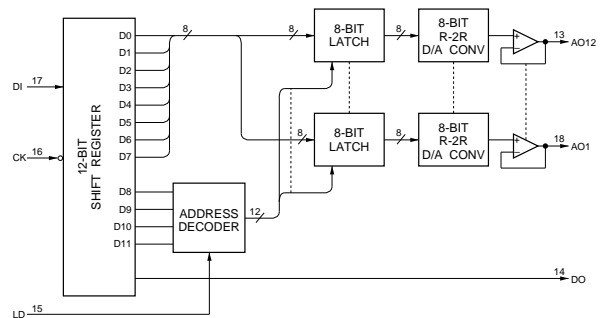 8-BIT
LATCH
8-BIT
R-2R
D/A CONV
13
AO12
8
8
8
+
−
D0
D1
D2
D3
D4
D5
D6
D7
DI
17
CK
16
12-BIT
SHIFT REGISTER
8
8-BIT
LATCH
8
8-BIT
R-2R
D/A CONV
+
−
18
AO1
D8
D9
D10
D11
ADDRESS
DECODER
12
14
DO
LD
15